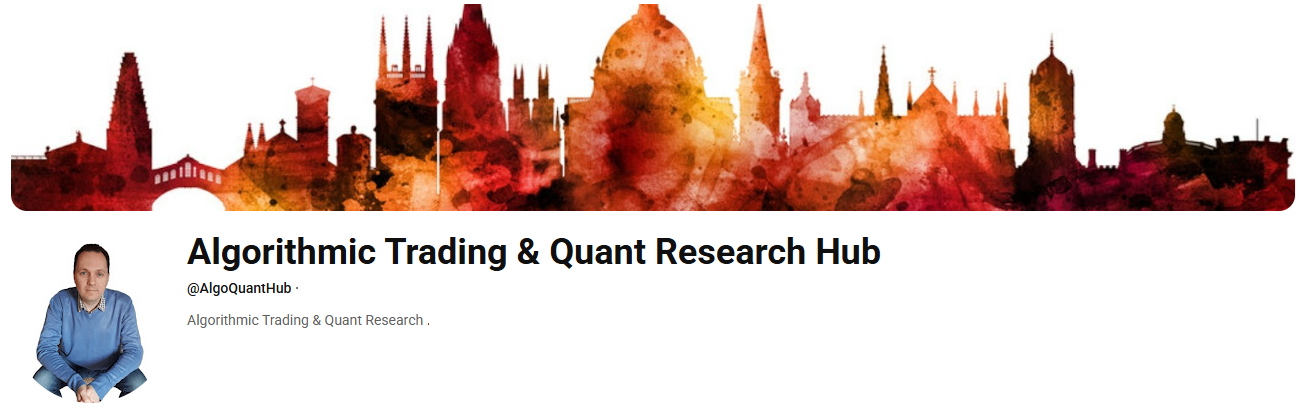 Algorithmic Trading & Quant Research Hub
@AlgoQuantHub ·
Algorithmic Trading & Quant Research .